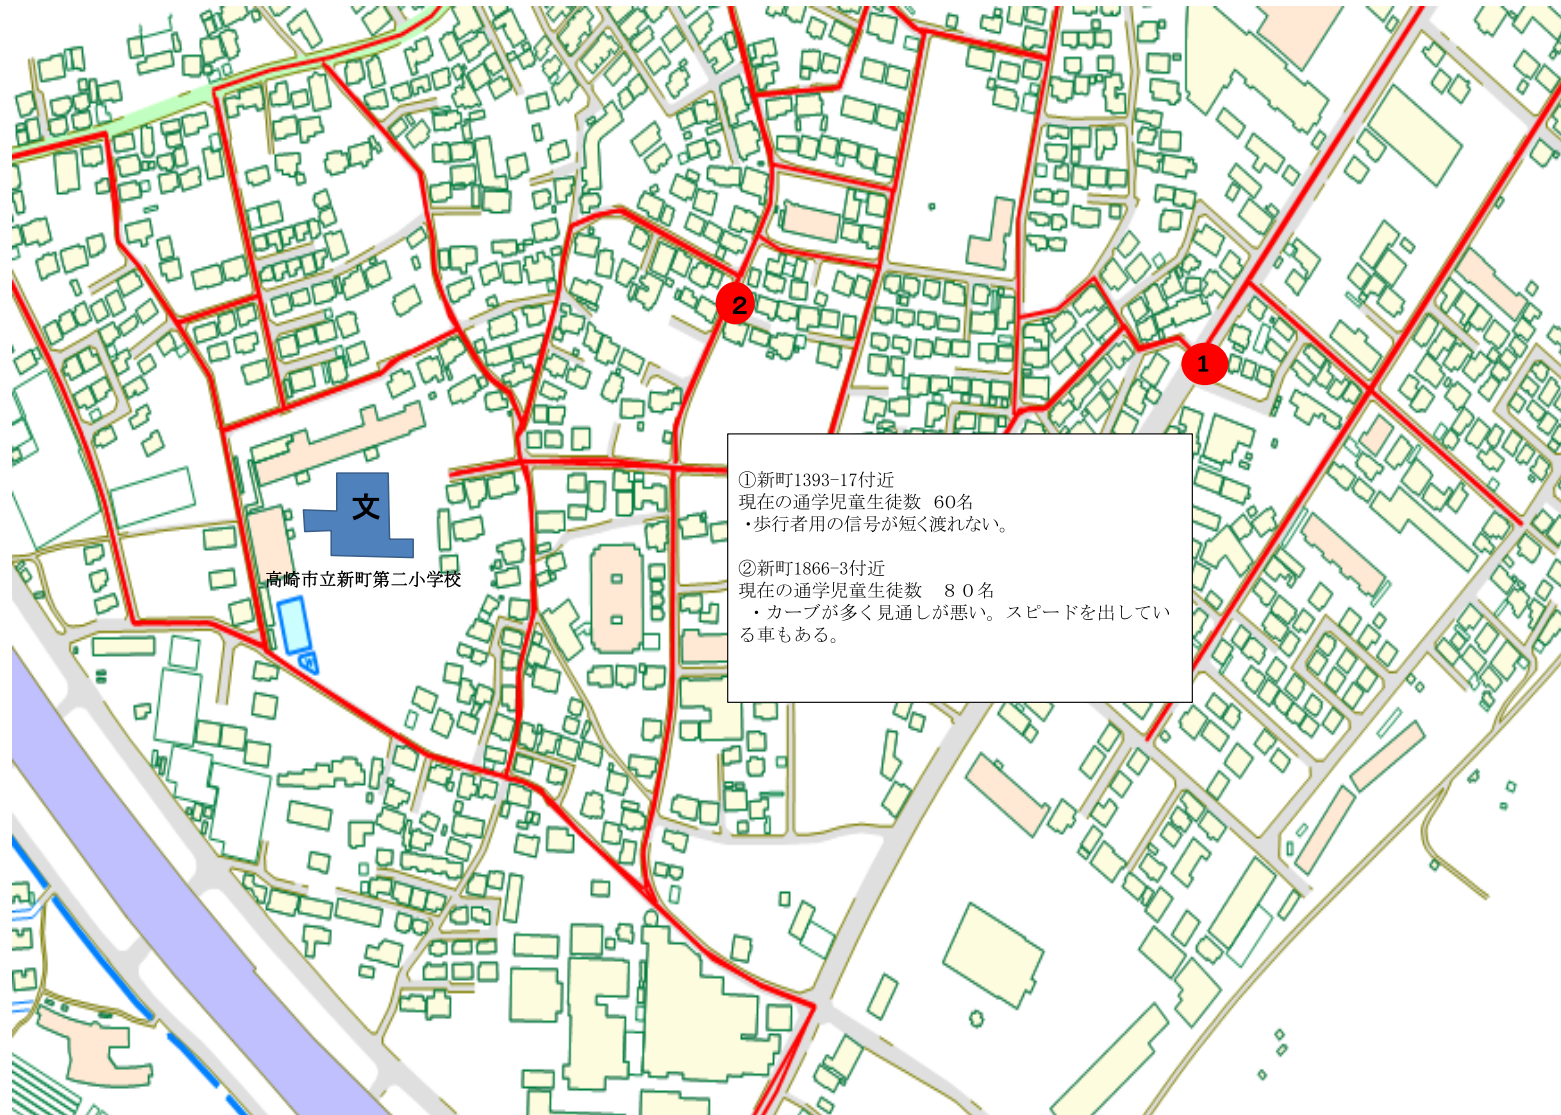 2
1
①新町1393-17付近
現在の通学児童生徒数 60名
・歩行者用の信号が短く渡れない。
②新町1866-3付近
現在の通学児童生徒数　８０名
・カーブが多く見通しが悪い。スピードを出してい
る車もある。
文
高崎市立新町第二小学校